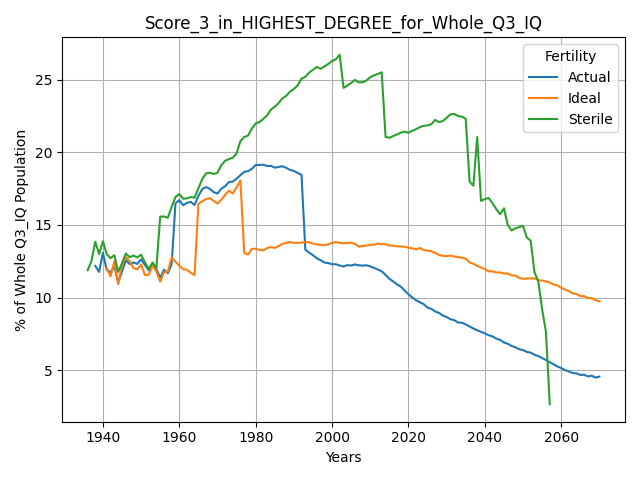 Score_3_in_HIGHEST_DEGREE_for_Whole_Q3_IQ
Fertility
Actual
Ideal
Sterile
% of Whole Q3_IQ Population
25
20
15
10
5
1940 1960 1980 2000 2020 2040 2060
Years